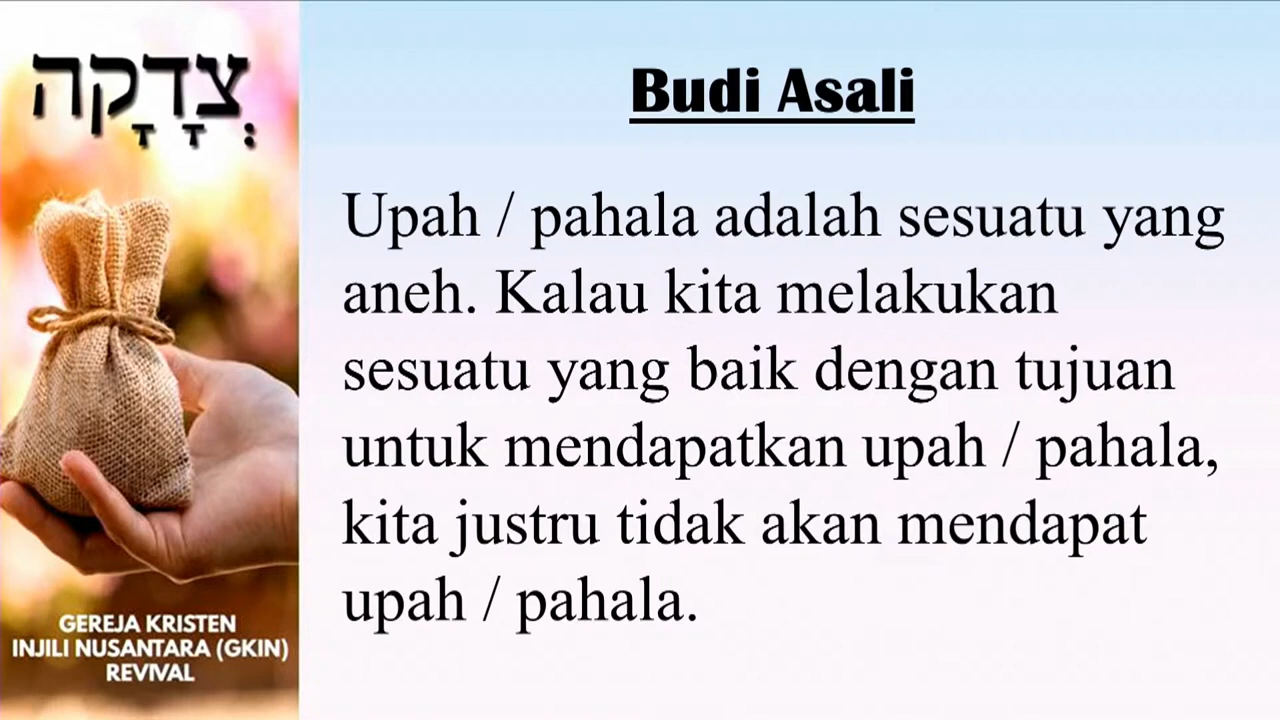 צְדָקָה
GEREJA KRISTEN
INJILI NUSANTARA (GKIN)
REVIVAL
Budi Asali
Upah / pahala adalah sesuatu yang
aneh. Kalau kita melakukan
sesuatu yang baik dengan tujuan
untuk mendapatkan upah / pahala,
kita justru tidak akan mendapat
upah / pahala.